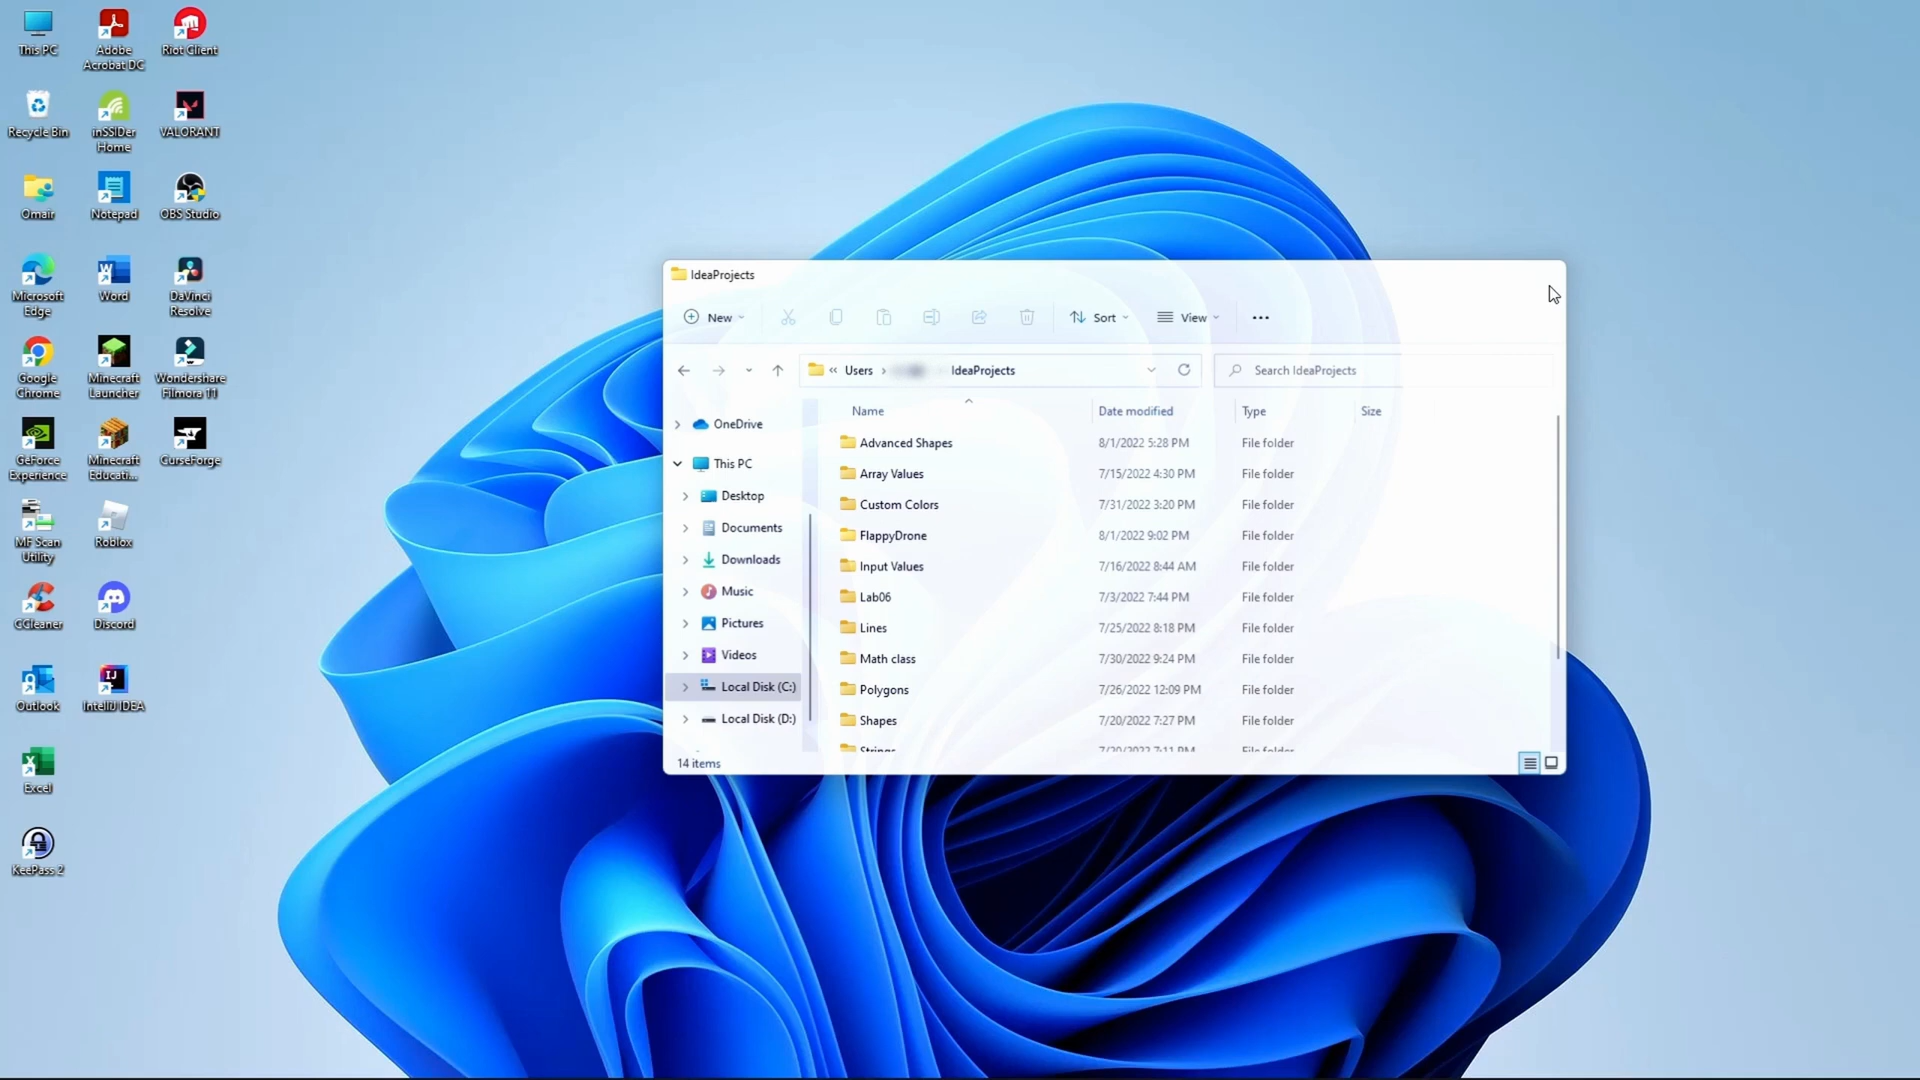 This PC
Adobe
Acrobat DC
Riot Client
Recycle Bin
inSSIDer
Home
VALORANT
Omair
Notepad
OBS Studio
Microsoft
Edge
Word
DaVinci
Resolve
Google
Chrome
Minecraft
Launcher
Wondershare
Filmora 11
GeForce
Experience
Minecraft
Educati...
CurseForge
MF Scan
Utility
Roblox
CCleaner
Discord
Outlook
IntelliJ IDEA
Excel
KeePass 2
IdeaProjects
New
Sort
View
Users
IdeaProjects
Search IdeaProjects
OneDrive
This PC
Desktop
Documents
Downloads
Music
Pictures
Videos
Local Disk (C:)
Local Disk (D:)
Name Date modified Type Size
Advanced Shapes 8/1/2022 5:28 PM File folder
Array Values 7/15/2022 4:30 PM File folder
Custom Colors 7/31/2022 3:20 PM File folder
FlappyDrone 8/1/2022 9:02 PM File folder
Input Values 7/16/2022 8:44 AM File folder
Lab06 7/3/2022 7:44 PM File folder
Lines 7/25/2022 8:18 PM File folder
Math class 7/30/2022 9:24 PM File folder
Polygons 7/26/2022 12:09 PM File folder
Shapes 7/20/2022 7:27 PM File folder
Strings 7/20/2022 7:11 PM File folder
14 items